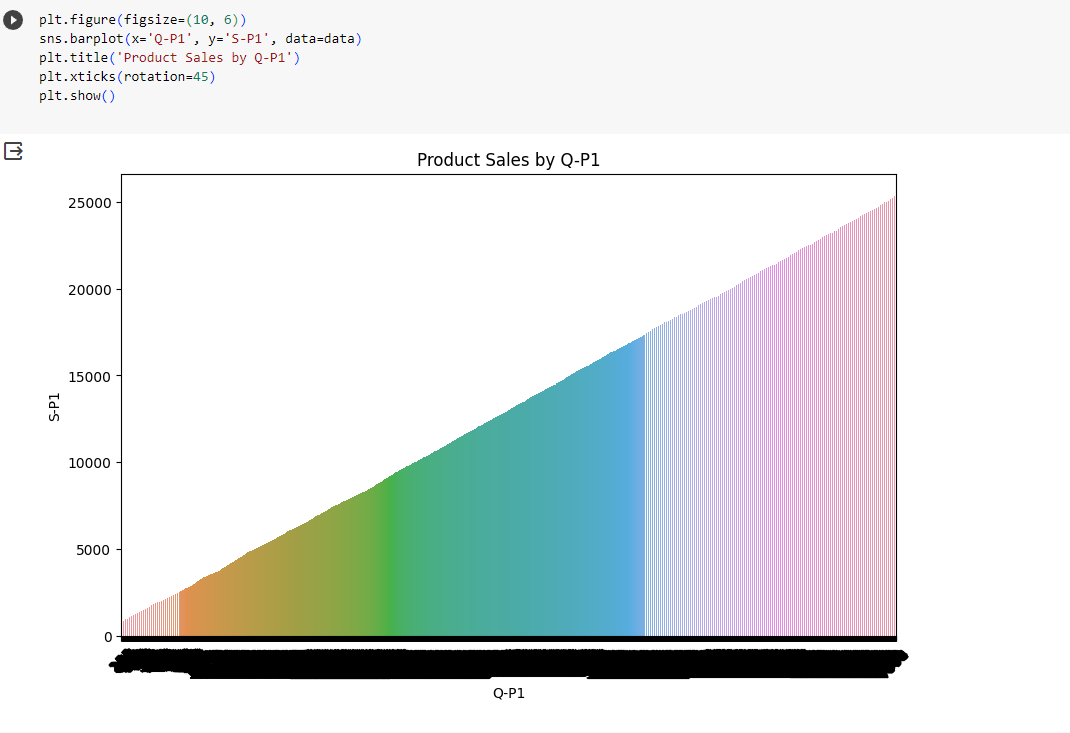 plt.figure(figsize=(10, 6))
sns.barplot(x='Q-P1', y='S-P1', data=data)
plt.title('Product Sales by Q-P1')
plt.xticks(rotation=45)
plt.show()
Product Sales by Q-P1
25000
20000
15000
10000
5000
0
S-P1
Q-P1